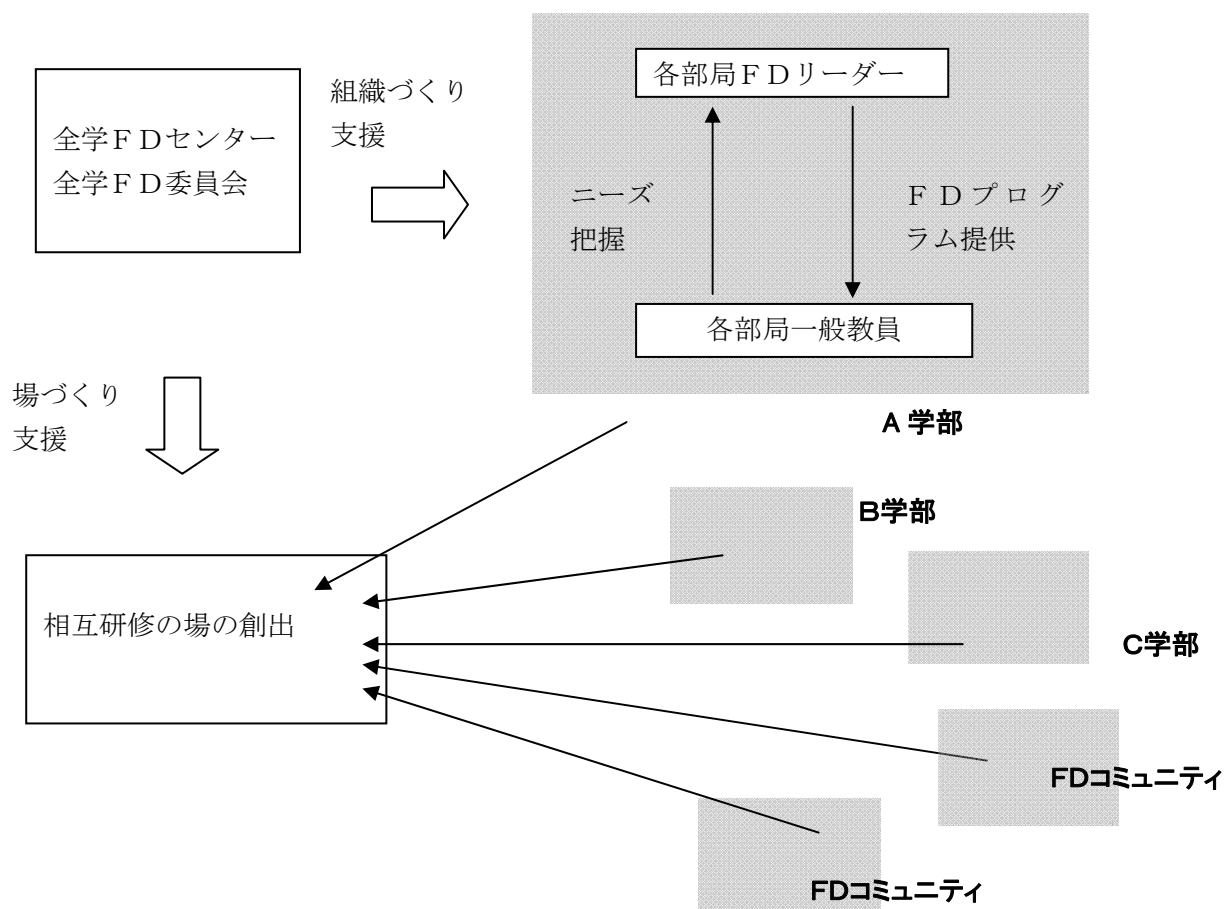 各部局ＦＤリーダー
組織づくり
支援
全学ＦＤセンター
全学ＦＤ委員会
ニーズ
把握
ＦＤプログ
ラム提供
各部局一般教員
場づくり
支援
A 学部
B学部
相互研修の場の創出
C学部
FDコミュニティ
FDコミュニティ